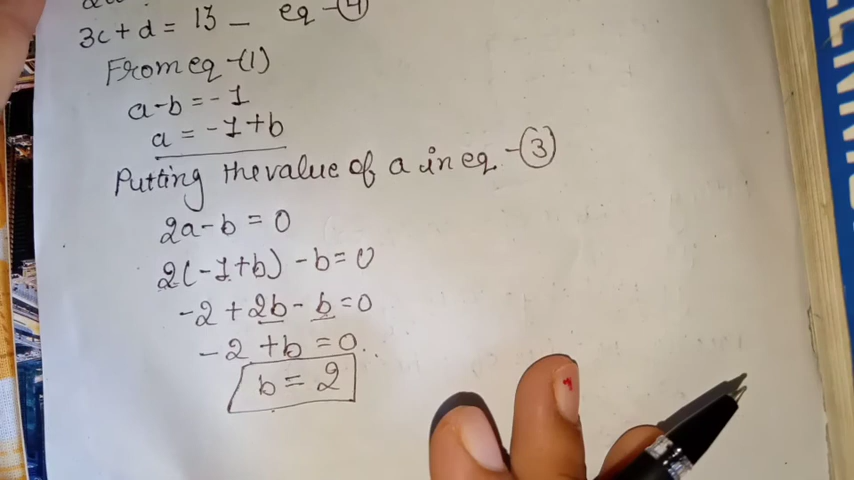 3c + d = 13 - eq - (4)
From eq - (1)
a - b = - 1
a = - 1 + b
Putting the value of a in eq - (3)
2a - b = 0
2(- 1 + b) - b = 0
- 2 + 2b - b = 0
- 2 + b = 0..
b = 2